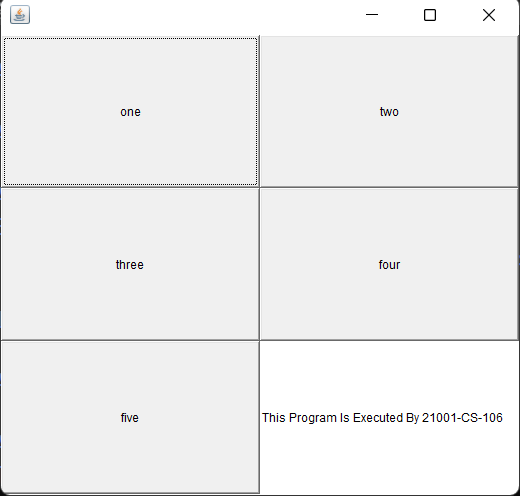 one
two
three
four
five
This Program Is Executed By 21001-CS-106